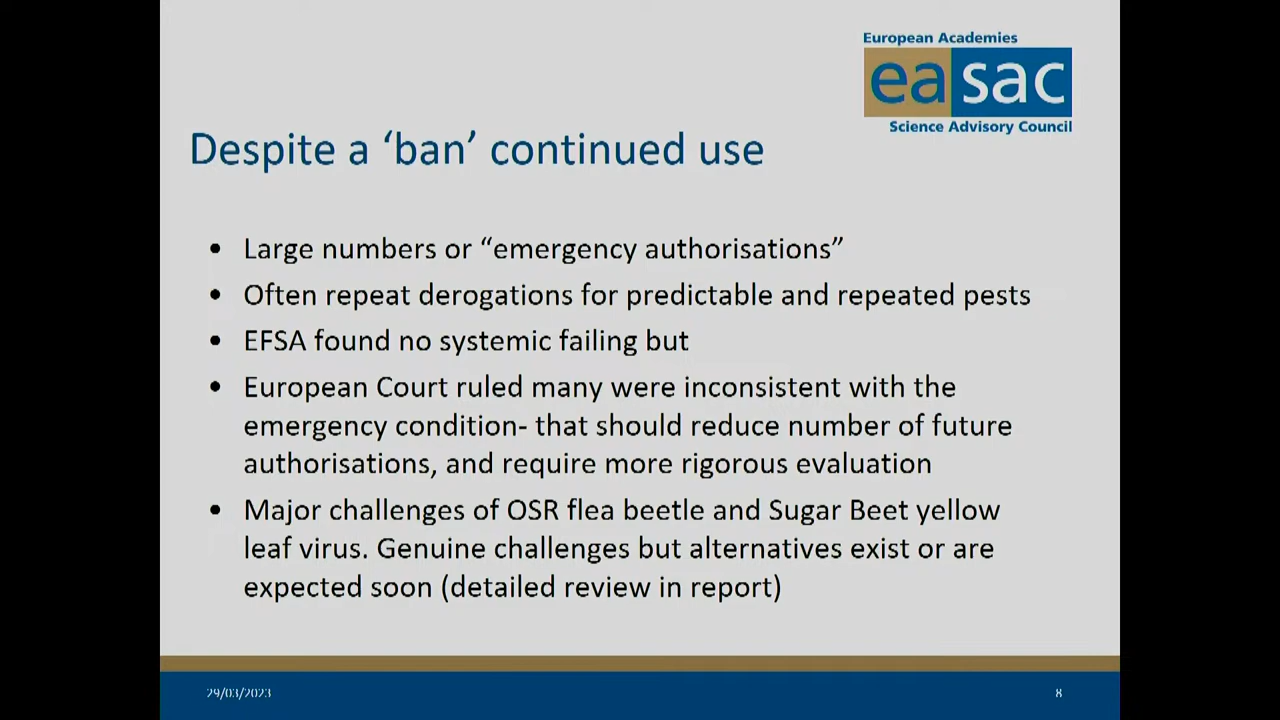 European Academies
easac
Science Advisory Council
Despite a ‘ban’ continued use
• Large numbers or “emergency authorisations”
• Often repeat derogations for predictable and repeated pests
• EFSA found no systemic failing but
• European Court ruled many were inconsistent with the
emergency condition- that should reduce number of future
authorisations, and require more rigorous evaluation
• Major challenges of OSR flea beetle and Sugar Beet yellow
leaf virus. Genuine challenges but alternatives exist or are
expected soon (detailed review in report)
29/03/2023
8